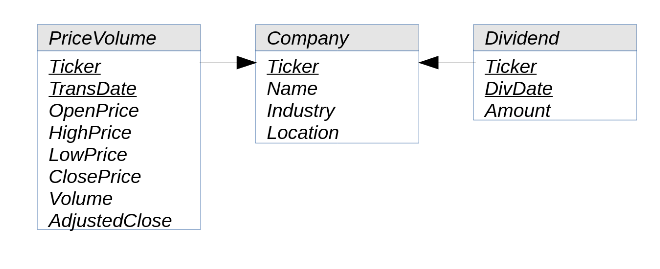 PriceVolume
Ticker
TransDate
OpenPrice
HighPrice
LowPrice
ClosePrice
Volume
AdjustedClose
Company
Ticker
Name
Industry
Location
Dividend
Ticker
DivDate
Amount